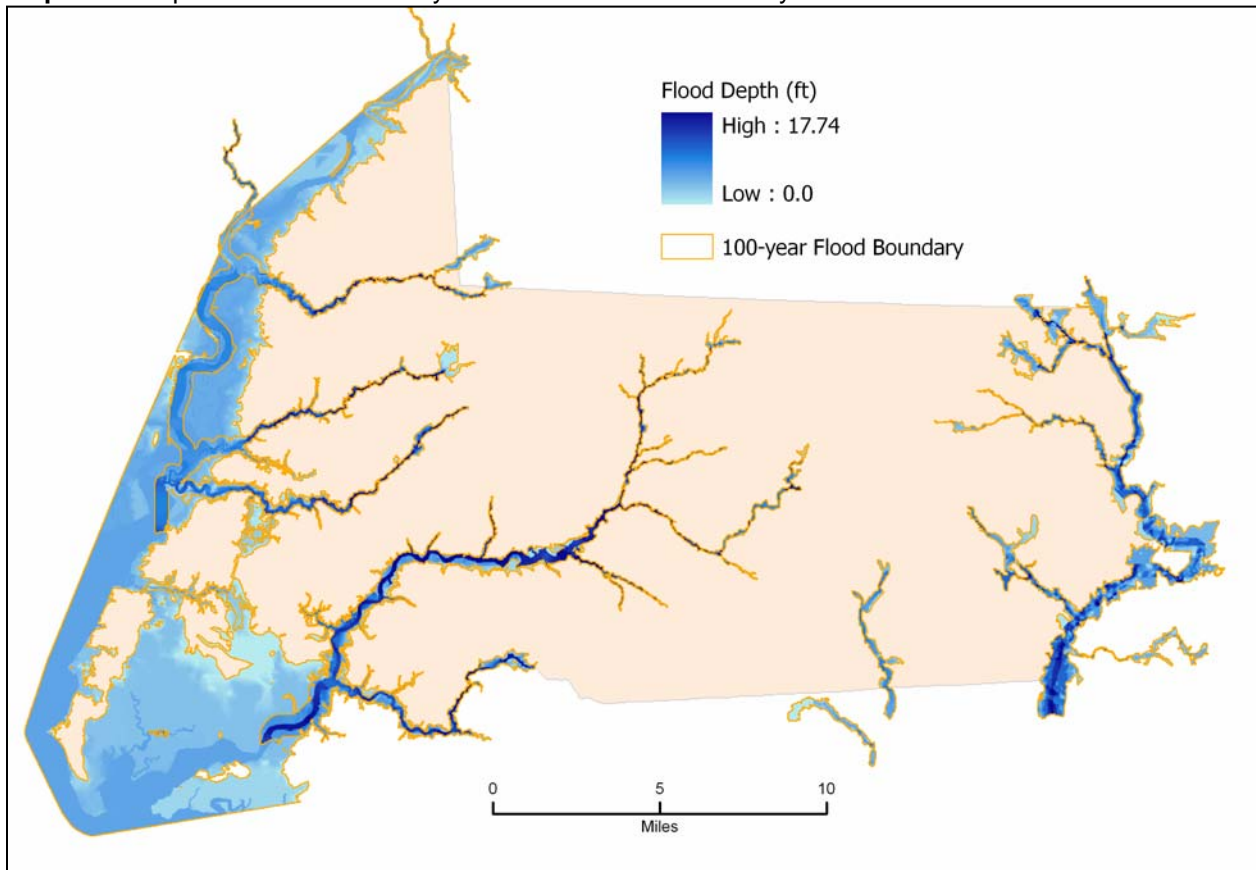 Flood Depth (ft)
High : 17.74
Low : 0.0
100-year Flood Boundary
0 5 10
Miles